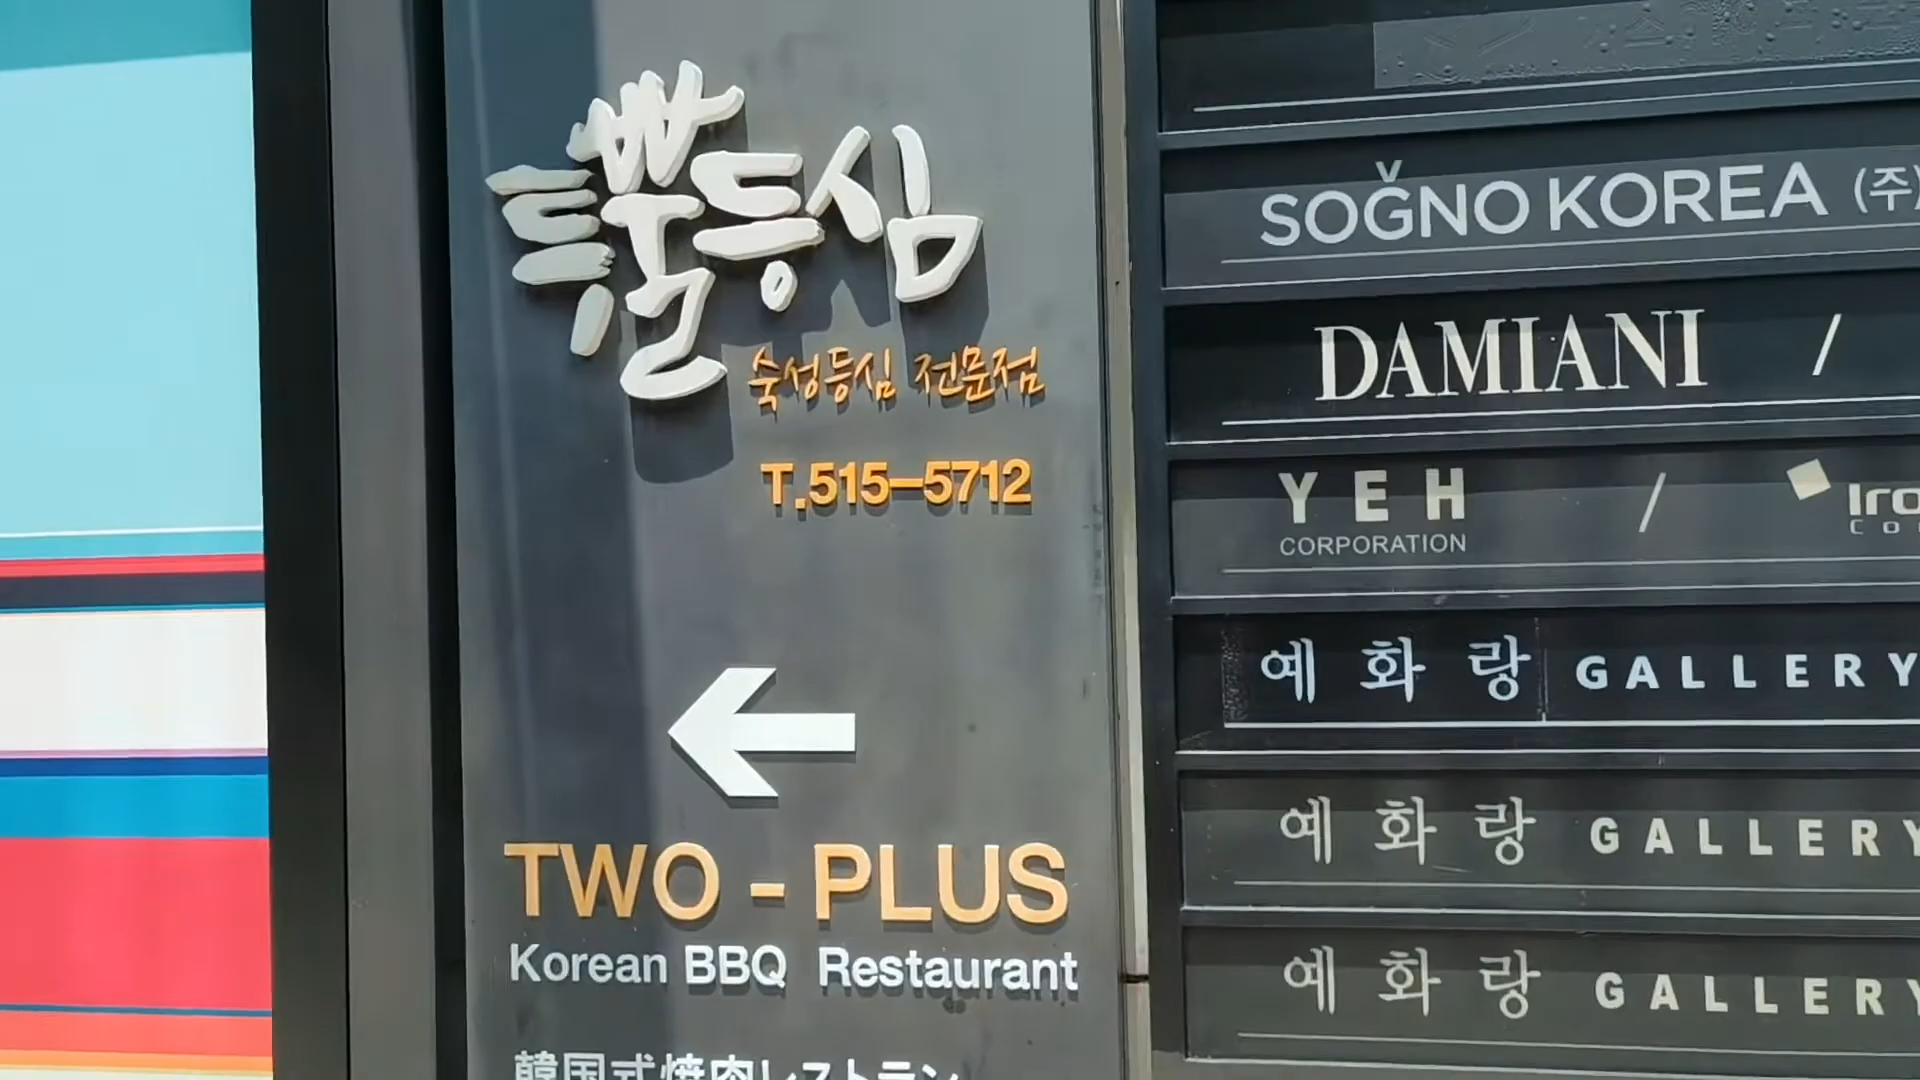 투뿔등심
숙성등심 전문점
T.515-5712
TWO - PLUS
Korean BBQ Restaurant
韓国式焼肉レストラン
SOGNO KOREA (주)
DAMIANI /
YEH /
CORPORATION
예 화 랑 GALLERY
예 화 랑 GALLERY
예 화 랑 GALLERY